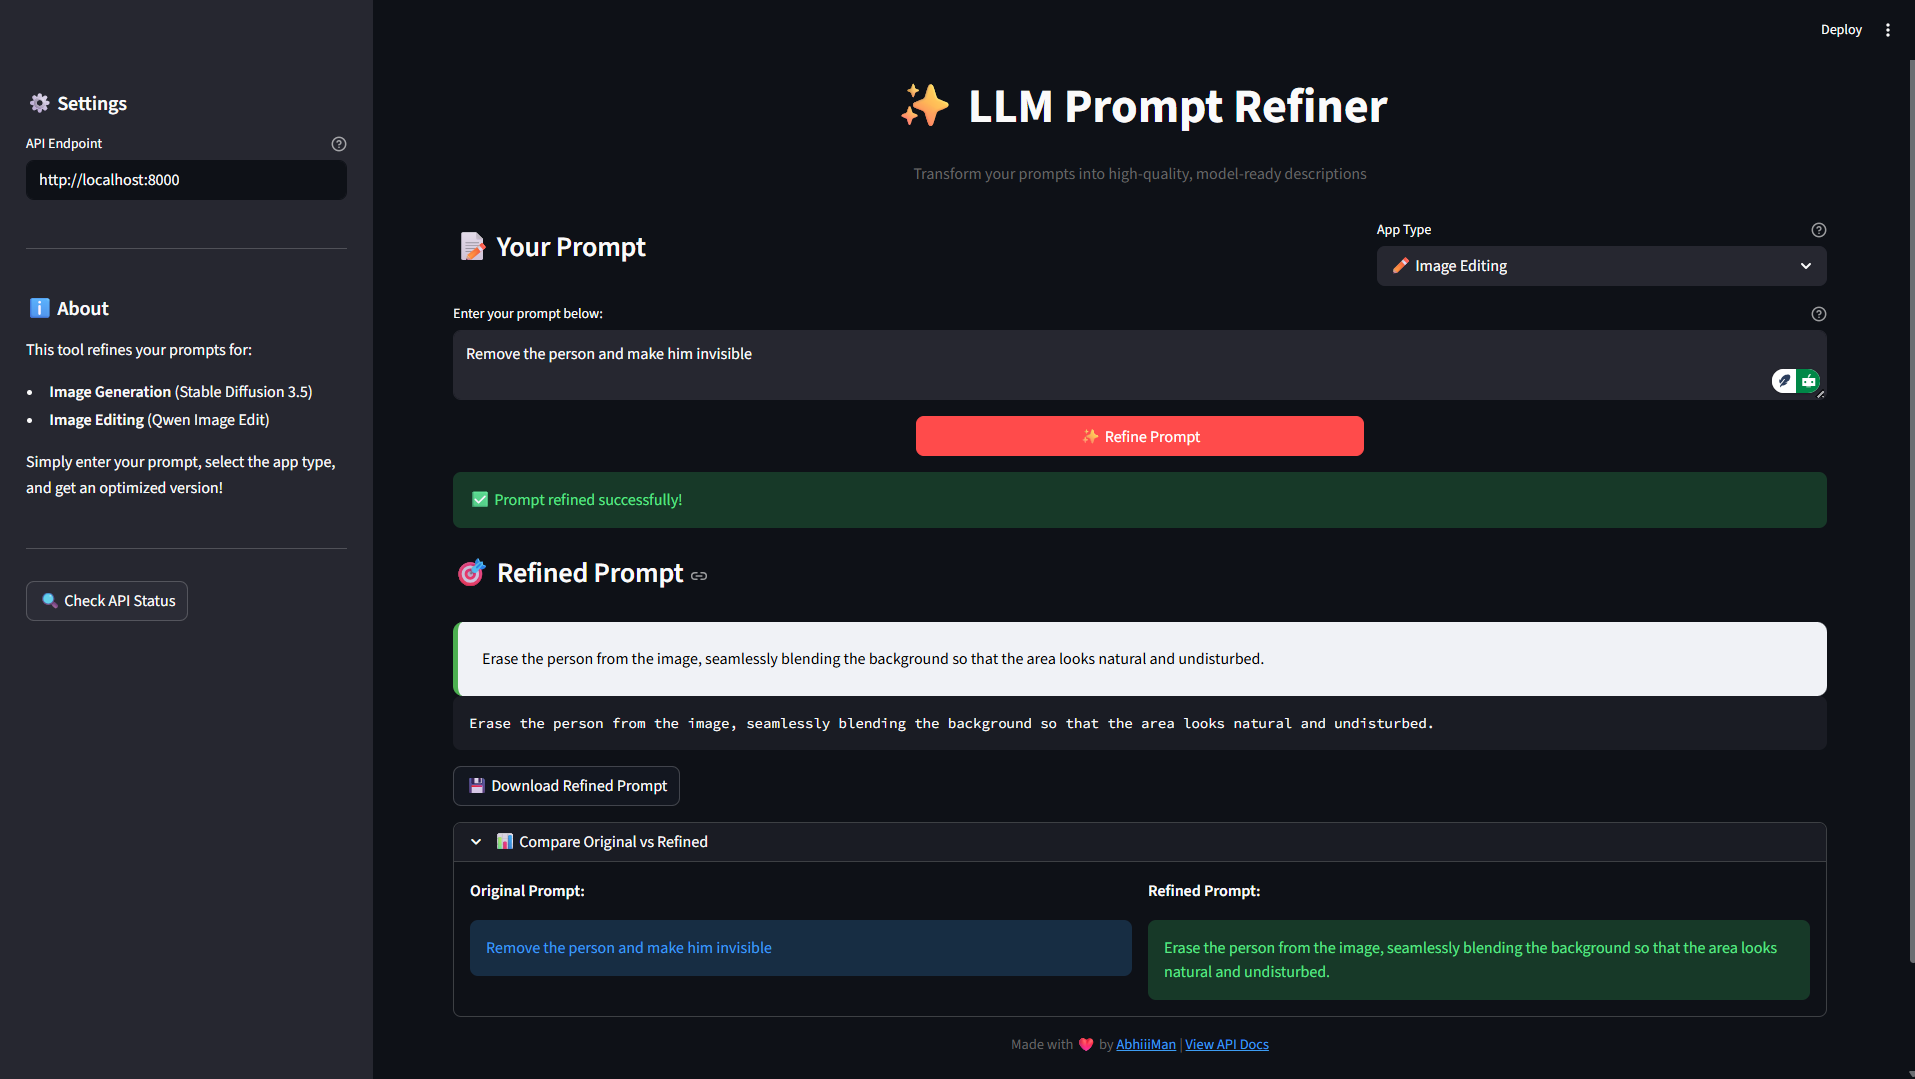 Deploy
Settings
API Endpoint
http://localhost:8000
About
This tool refines your prompts for:
Image Generation (Stable Diffusion 3.5)
Image Editing (Qwen Image Edit)
Simply enter your prompt, select the app type,
and get an optimized version!
Check API Status
LLM Prompt Refiner
Transform your prompts into high-quality, model-ready descriptions
Your Prompt
App Type
Image Editing
Enter your prompt below:
Remove the person and make him invisible
Refine Prompt
Prompt refined successfully!
Refined Prompt
Erase the person from the image, seamlessly blending the background so that the area looks natural and undisturbed.
Erase the person from the image, seamlessly blending the background so that the area looks natural and undisturbed.
Download Refined Prompt
Compare Original vs Refined
Original Prompt:
Remove the person and make him invisible
Refined Prompt:
Erase the person from the image, seamlessly blending the background so that the area looks
natural and undisturbed.
Made with ❤️ by AbhiiiMan | View API Docs